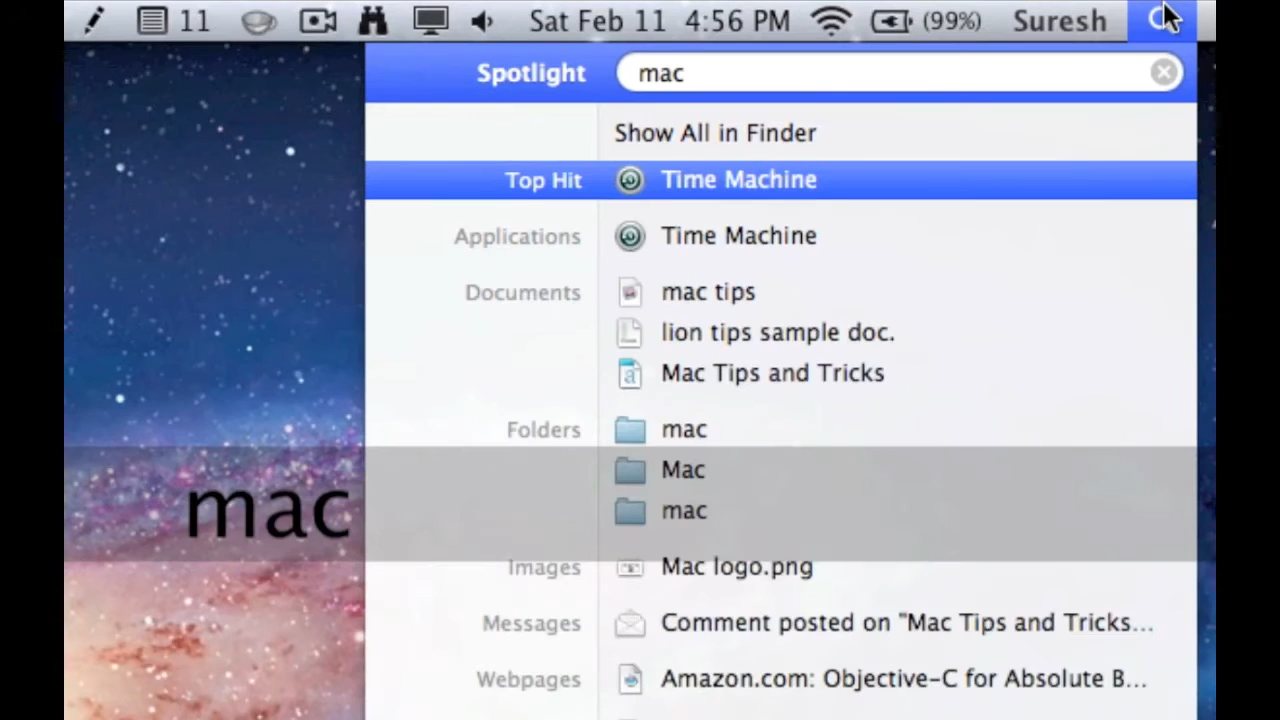 11 Sat Feb 11 4:56 PM (99%) Suresh
Spotlight mac
Show All in Finder
Top Hit Time Machine
Applications Time Machine
Documents mac tips
lion tips sample doc.
Mac Tips and Tricks
Folders mac
Mac
mac mac
Images Mac logo.png
Messages Comment posted on "Mac Tips and Tricks...
Webpages Amazon.com: Objective-C for Absolute B...